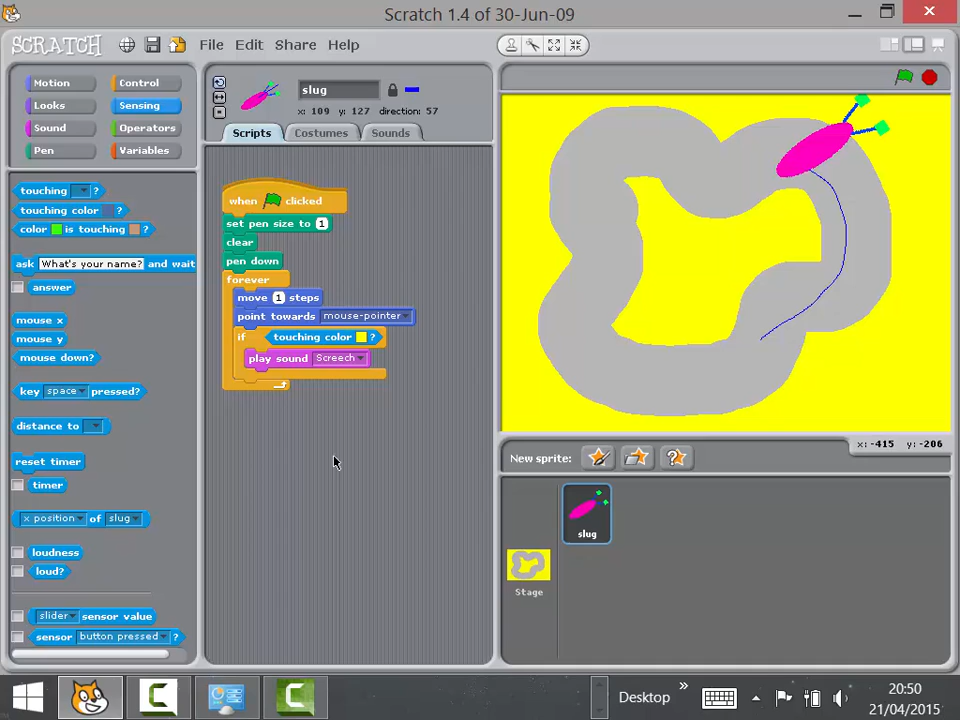 Scratch 1.4 of 30-Jun-09
SCRATCH File Edit Share Help
Motion Control
Looks Sensing
Sound Operators
Pen Variables
slug
x: 109 y: 127 direction: 57
Scripts Costumes Sounds
touching ?
touching color ?
color is touching ?
ask What's your name? and wait
answer
mouse x
mouse y
mouse down?
key space pressed?
distance to
reset timer
timer
x position of slug
loudness
loud?
slider sensor value
sensor button pressed ?
when clicked
set pen size to 1
clear
pen down
forever
move 1 steps
point towards mouse-pointer
if touching color ?
play sound Screech
x: -415 y: -206
New sprite:
slug
Stage
Desktop
20:50
21/04/2015